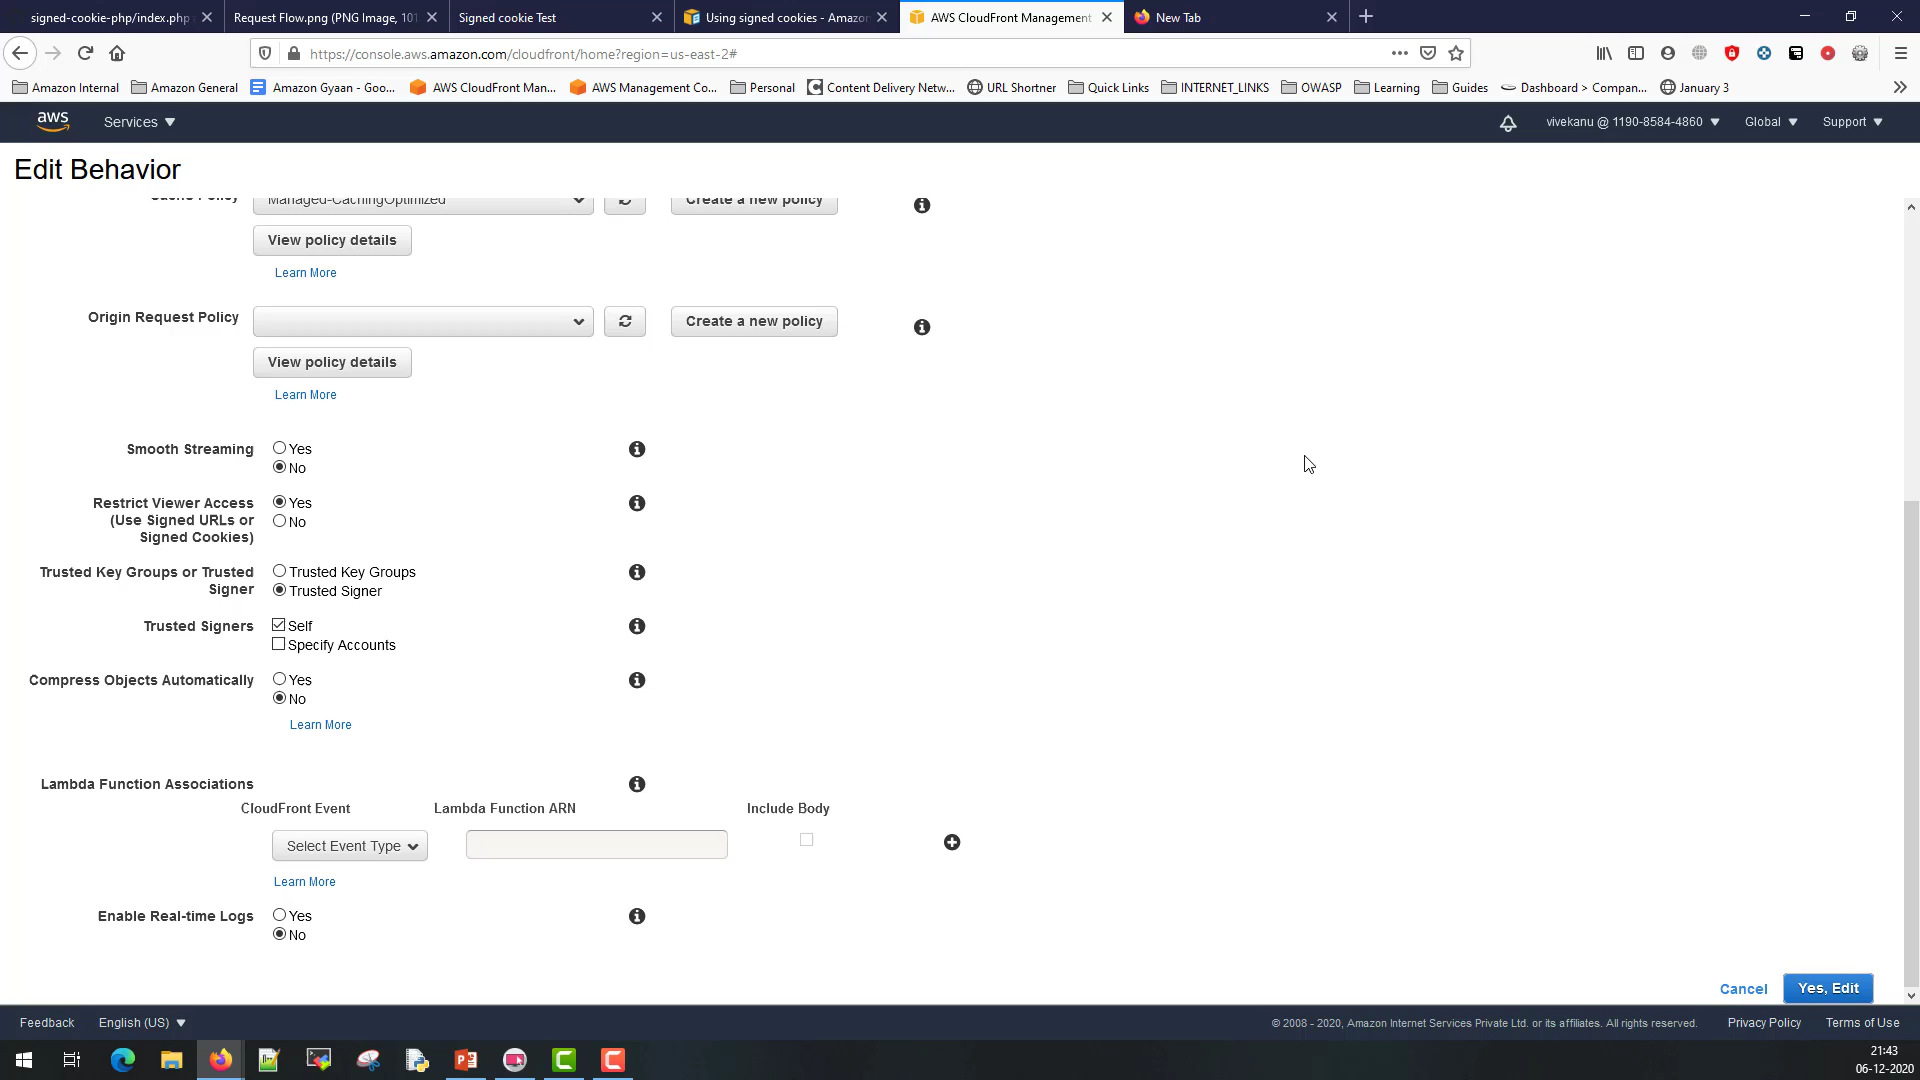 signed-cookie-php/index.php
Request Flow.png (PNG Image, 101
Signed cookie Test
Using signed cookies - Amazon
AWS CloudFront Management
New Tab
https://console.aws.amazon.com/cloudfront/home?region=us-east-2#
Amazon Internal
Amazon General
Amazon Gyaan - Goo...
AWS CloudFront Man...
AWS Management Co...
Personal
Content Delivery Netw...
URL Shortner
Quick Links
INTERNET_LINKS
OWASP
Learning
Guides
Dashboard > Compan...
January 3
aws
Services
vivekanu @ 1190-8584-4860
Global
Support
Edit Behavior
Cache Policy
Managed-CachingOptimized
Create a new policy
View policy details
Learn More
Origin Request Policy
Create a new policy
View policy details
Learn More
Smooth Streaming
Yes
No
Restrict Viewer Access
(Use Signed URLs or
Signed Cookies)
Yes
No
Trusted Key Groups or Trusted
Signer
Trusted Key Groups
Trusted Signer
Trusted Signers
Self
Specify Accounts
Compress Objects Automatically
Yes
No
Learn More
Lambda Function Associations
CloudFront Event
Lambda Function ARN
Include Body
Select Event Type
Learn More
Enable Real-time Logs
Yes
No
Cancel
Yes, Edit
Feedback
English (US)
© 2008 - 2020, Amazon Internet Services Private Ltd. or its affiliates. All rights reserved.
Privacy Policy
Terms of Use
21:43
06-12-2020